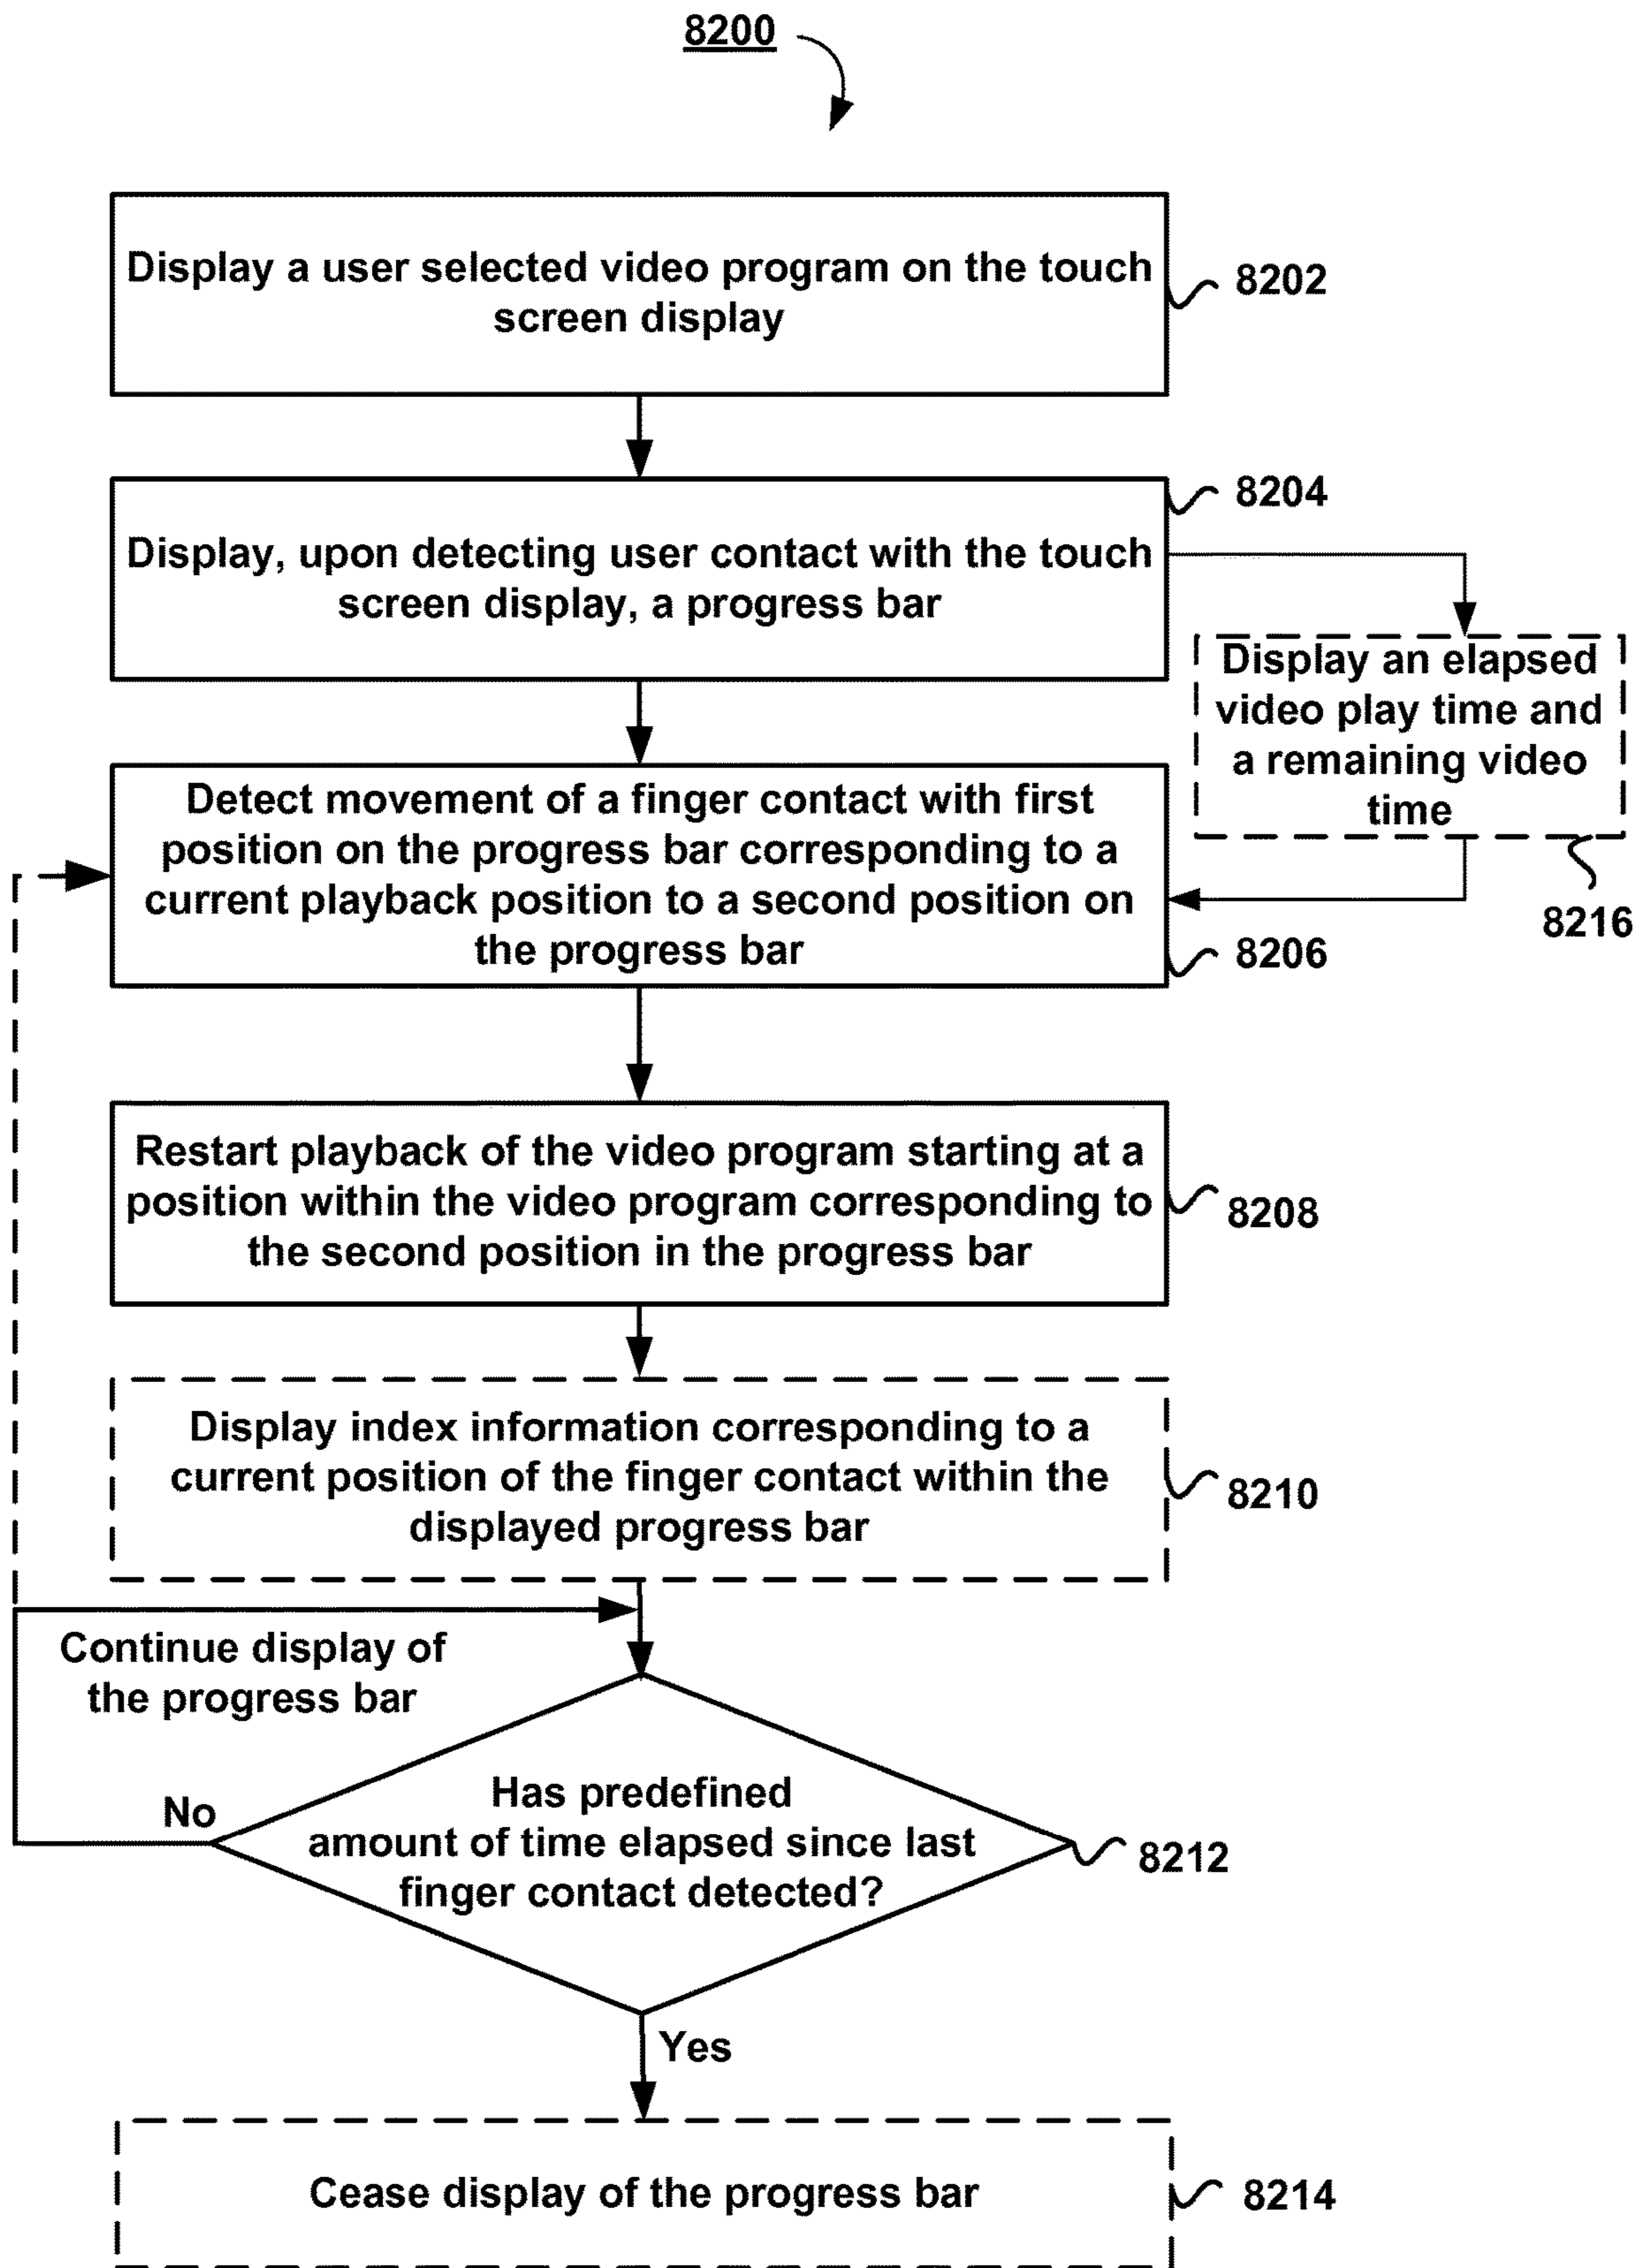 8200
Display a user selected video program on the touch
screen display
8202
8204
Display, upon detecting user contact with the touch
screen display, a progress bar
Display an elapsed
video play time and
a remaining video
time
8216
Detect movement of a finger contact with first
position on the progress bar corresponding to a
current playback position to a second position on
the progress bar
8206
Restart playback of the video program starting at a
position within the video program corresponding to
the second position in the progress bar
8208
Display index information corresponding to a
current position of the finger contact within the
displayed progress bar
8210
Continue display of
the progress bar
No
Has predefined
amount of time elapsed since last
finger contact detected?
8212
Yes
Cease display of the progress bar
8214